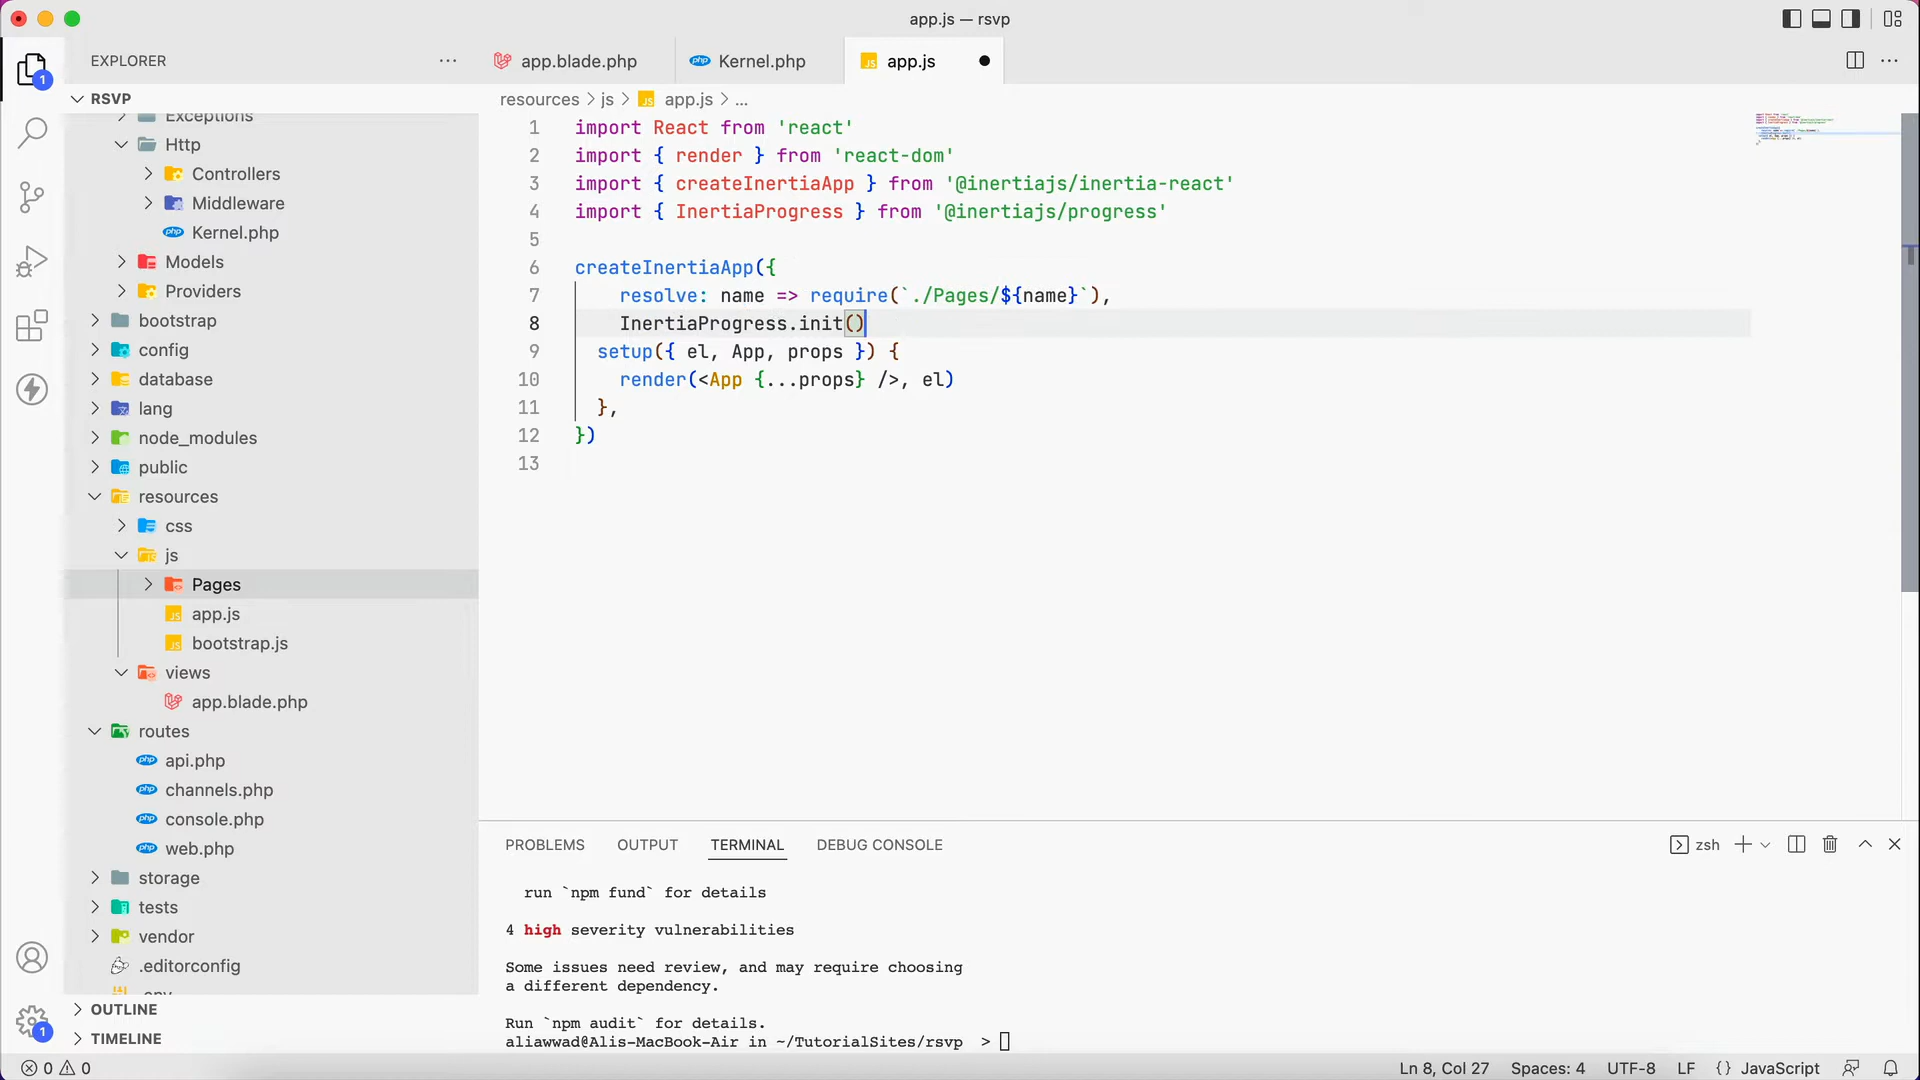 app.js — rsvp
EXPLORER
app.blade.php
Kernel.php
app.js
RSVP
resources > js > app.js > ...
Exceptions
Http
Controllers
Middleware
Kernel.php
Models
Providers
bootstrap
config
database
lang
node_modules
public
resources
css
js
Pages
app.js
bootstrap.js
views
app.blade.php
routes
api.php
channels.php
console.php
web.php
storage
tests
vendor
.editorconfig
.env
OUTLINE
TIMELINE
1 import React from 'react'
2 import { render } from 'react-dom'
3 import { createInertiaApp } from '@inertiajs/inertia-react'
4 import { InertiaProgress } from '@inertiajs/progress'
5
6 createInertiaApp({
7 resolve: name => require(`./Pages/${name}`),
8 InertiaProgress.init()
9 setup({ el, App, props }) {
10 render(<App {...props} />, el)
11 },
12 })
13
PROBLEMS OUTPUT TERMINAL DEBUG CONSOLE
zsh
run `npm fund` for details
4 high severity vulnerabilities
Some issues need review, and may require choosing
a different dependency.
Run `npm audit` for details.
aliawwad@Alis-MacBook-Air in ~/TutorialSites/rsvp >
1
1
0 0
Ln 8, Col 27 Spaces: 4 UTF-8 LF {} JavaScript